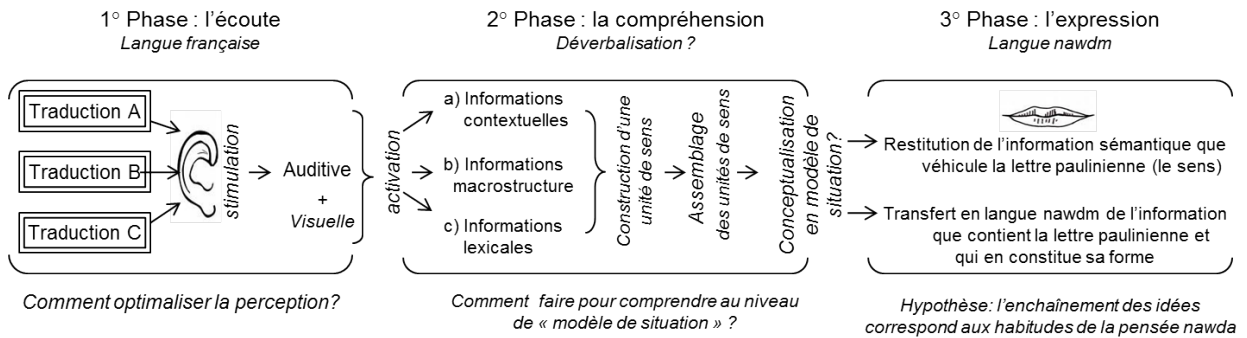 1° Phase : l'écoute
Langue française
Traduction A
Traduction B
Traduction C
stimulation
Auditive
+
Visuelle
Comment optimaliser la perception?
2° Phase : la compréhension
Déverbalisation ?
activation
a) Informations
contextuelles
b) Informations
macrostructure
c) Informations
lexicales
Construction d'une
unité de sens
Assemblage
des unités de sens
Conceptualisation
en modèle de
situation?
Comment faire pour comprendre au niveau
de « modèle de situation » ?
3° Phase : l'expression
Langue nawdm
Restitution de l'information sémantique que
véhicule la lettre paulinienne (le sens)
Transfert en langue nawdm de l'information
que contient la lettre paulinienne et
qui en constitue sa forme
Hypothèse: l'enchaînement des idées
correspond aux habitudes de la pensée nawda